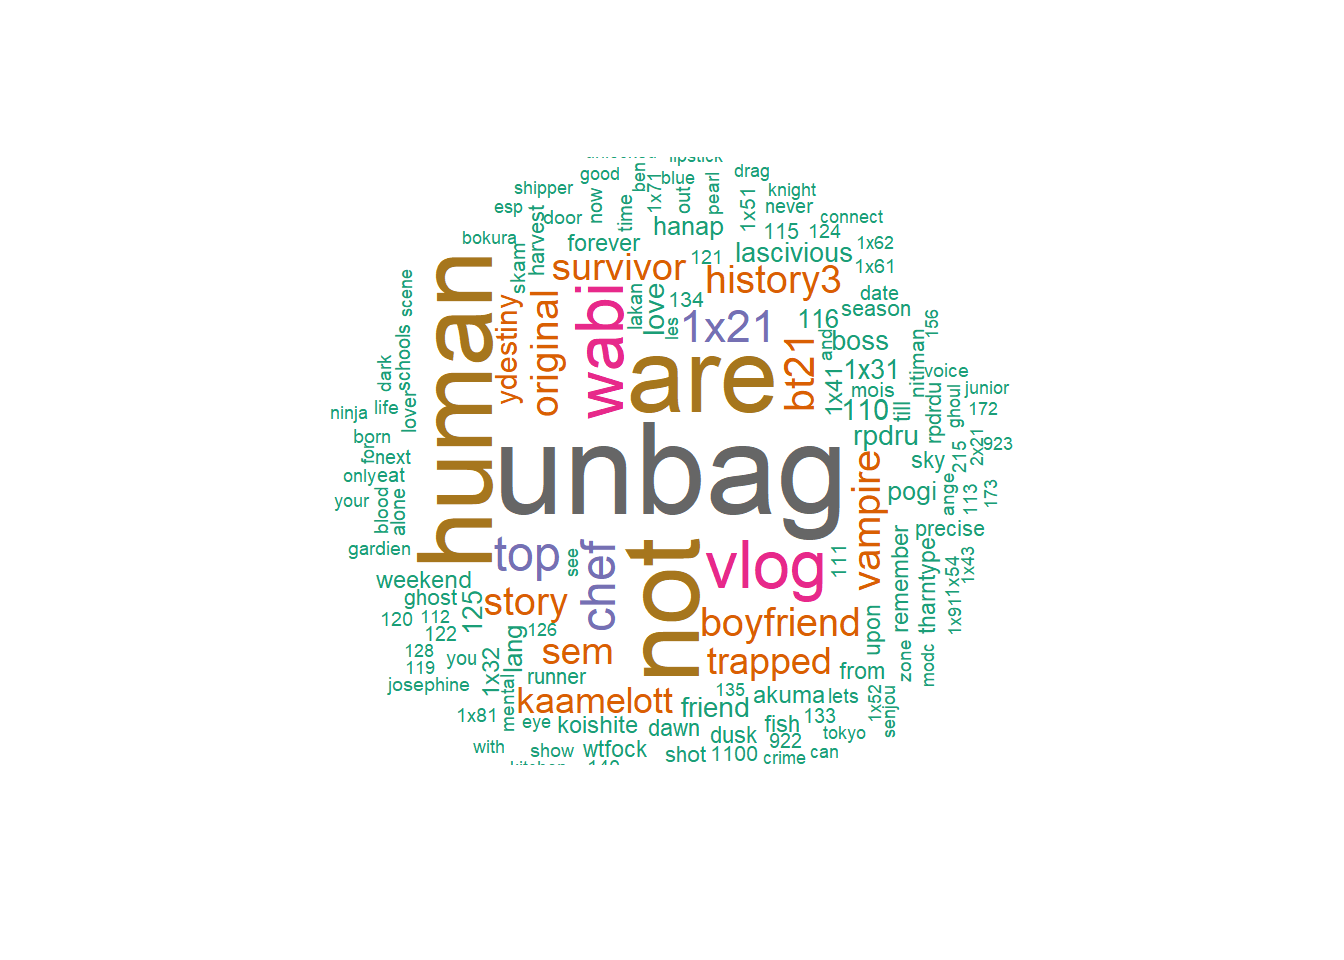 lipstick
good
ben
blue
drag
shipper
now
1x71
out
pearl
knight
esp
door
time
1x51
never
harvest
hanap
115
124
connect
bokura
forever
121
lascivious
1x62
skam
survivor
history3
1x61
scene
human
ydestiny
original
wabi
lakan
love
134
les
1x21
116
date
season
schools
are
bt21
and
boss
nitiman
156
dark
1x41
1x31
voice
ninja
life
lover
mois
rpdrdu
ghoul
junior
110
till
172
born
unbag
rpdru
for
next
sky
215
2x21
923
only
eat
vampire
pogi
ange
113
173
your
blood
alone
precise
gardien
top
see
chef
not
vlog
111
weekend
remember
tharntype
1x54
1x43
ghost
125
story
1x91
120
112
boyfriend
upon
122
126
lang
sem
trapped
zone
modc
128
you
119
1x32
runner
from
josephine
mental
kaamelott
135
friend
akuma
lets
1x52
senjou
1x81
eye
koishite
dawn
dusk
fish
133
tokyo
with
show
wtfock
shot
1100
922
crime
can